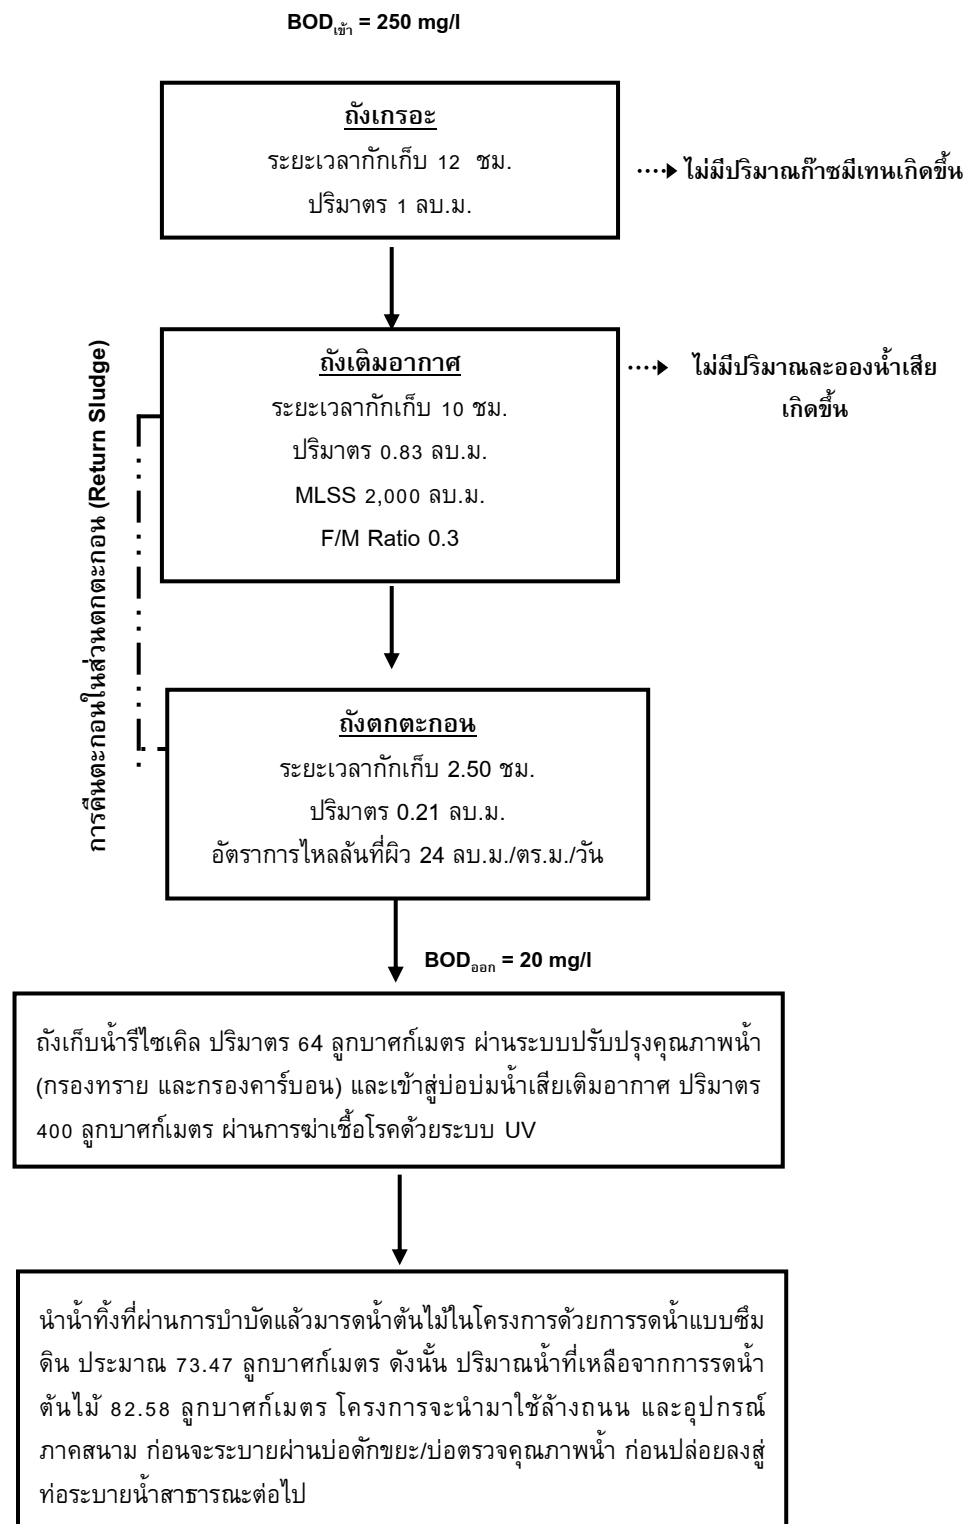 BODเข้า = 250 mg/l
ถังเกรอะ
ระยะเวลากักเก็บ 12 ชม.
ปริมาตร 1 ลบ.ม.
ไม่มีปริมาณก๊าซมีเทนเกิดขึ้น
ถังเติมอากาศ
ระยะเวลากักเก็บ 10 ชม.
ปริมาตร 0.83 ลบ.ม.
MLSS 2,000 ลบ.ม.
F/M Ratio 0.3
ไม่มีปริมาณละอองน้ำเสีย
เกิดขึ้น
การคืนตะกอนในส่วนตกตะกอน (Return Sludge)
ถังตกตะกอน
ระยะเวลากักเก็บ 2.50 ชม.
ปริมาตร 0.21 ลบ.ม.
อัตราการไหลล้นที่ผิว 24 ลบ.ม./ตร.ม./วัน
BODออก = 20 mg/l
ถังเก็บน้ำรีไซเคิล ปริมาตร 64 ลูกบาศก์เมตร ผ่านระบบปรับปรุงคุณภาพน้ำ
(กรองทราย และกรองคาร์บอน) และเข้าสู่บ่อบ่มน้ำเสียเติมอากาศ ปริมาตร
400 ลูกบาศก์เมตร ผ่านการฆ่าเชื้อโรคด้วยระบบ UV
นำน้ำทิ้งที่ผ่านการบำบัดแล้วมารดน้ำต้นไม้ในโครงการด้วยการรดน้ำแบบซึม
ดิน ประมาณ 73.47 ลูกบาศก์เมตร ดังนั้น ปริมาณน้ำที่เหลือจากการรดน้ำ
ต้นไม้ 82.58 ลูกบาศก์เมตร โครงการจะนำมาใช้ล้างถนน และอุปกรณ์
ภาคสนาม ก่อนจะระบายผ่านบ่อดักขยะ/บ่อตรวจคุณภาพน้ำ ก่อนปล่อยลงสู่
ท่อระบายน้ำสาธารณะต่อไป